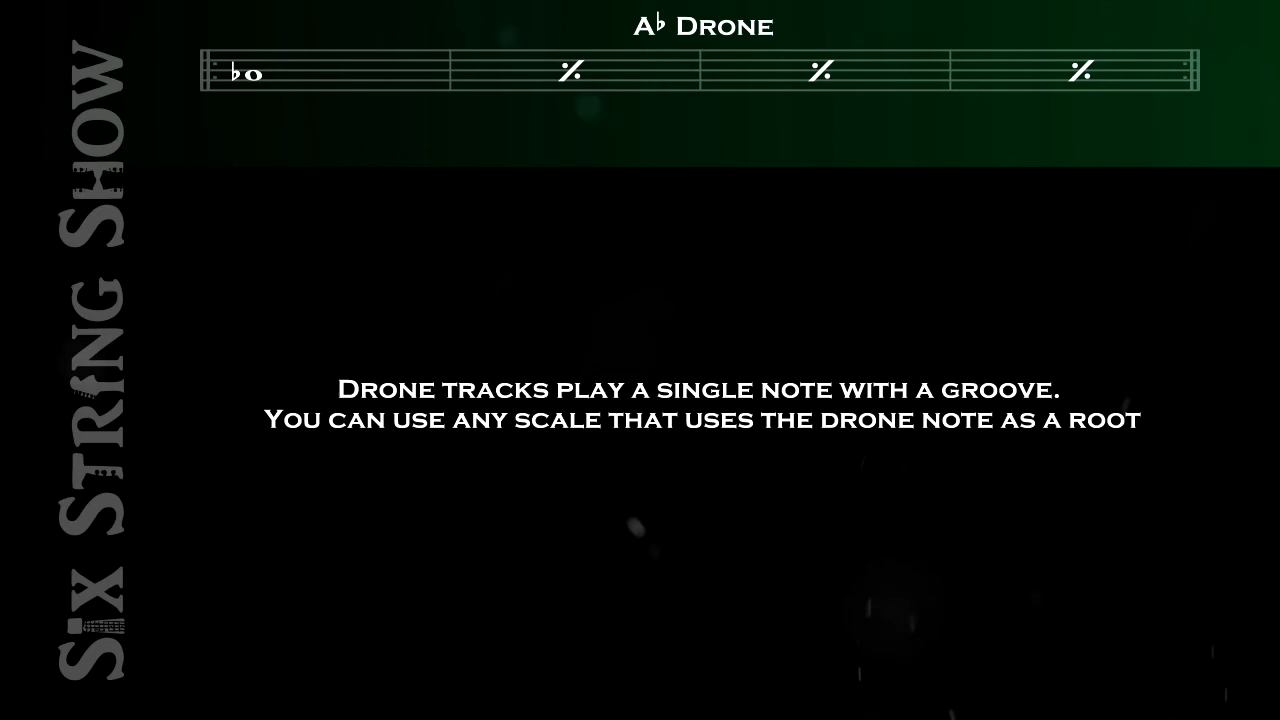 A♭ Drone
Drone tracks play a single note with a groove.
You can use any scale that uses the drone note as a root
Six String Show